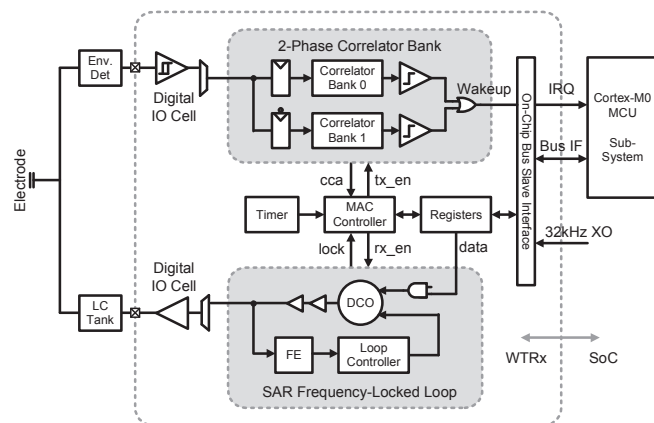 2-Phase Correlator Bank
Env.
Det
Digital
IO Cell
Correlator
Bank 0
Correlator
Bank 1
Wakeup
On-Chip Bus Slave Interface
IRQ
Bus IF
Cortex-M0
MCU
Sub-
System
32kHz XO
Electrode
cca
tx_en
Timer
MAC
Controller
Registers
lock
rx_en
data
Digital
IO Cell
LC
Tank
DCO
FE
Loop
Controller
SAR Frequency-Locked Loop
WTRx
SoC